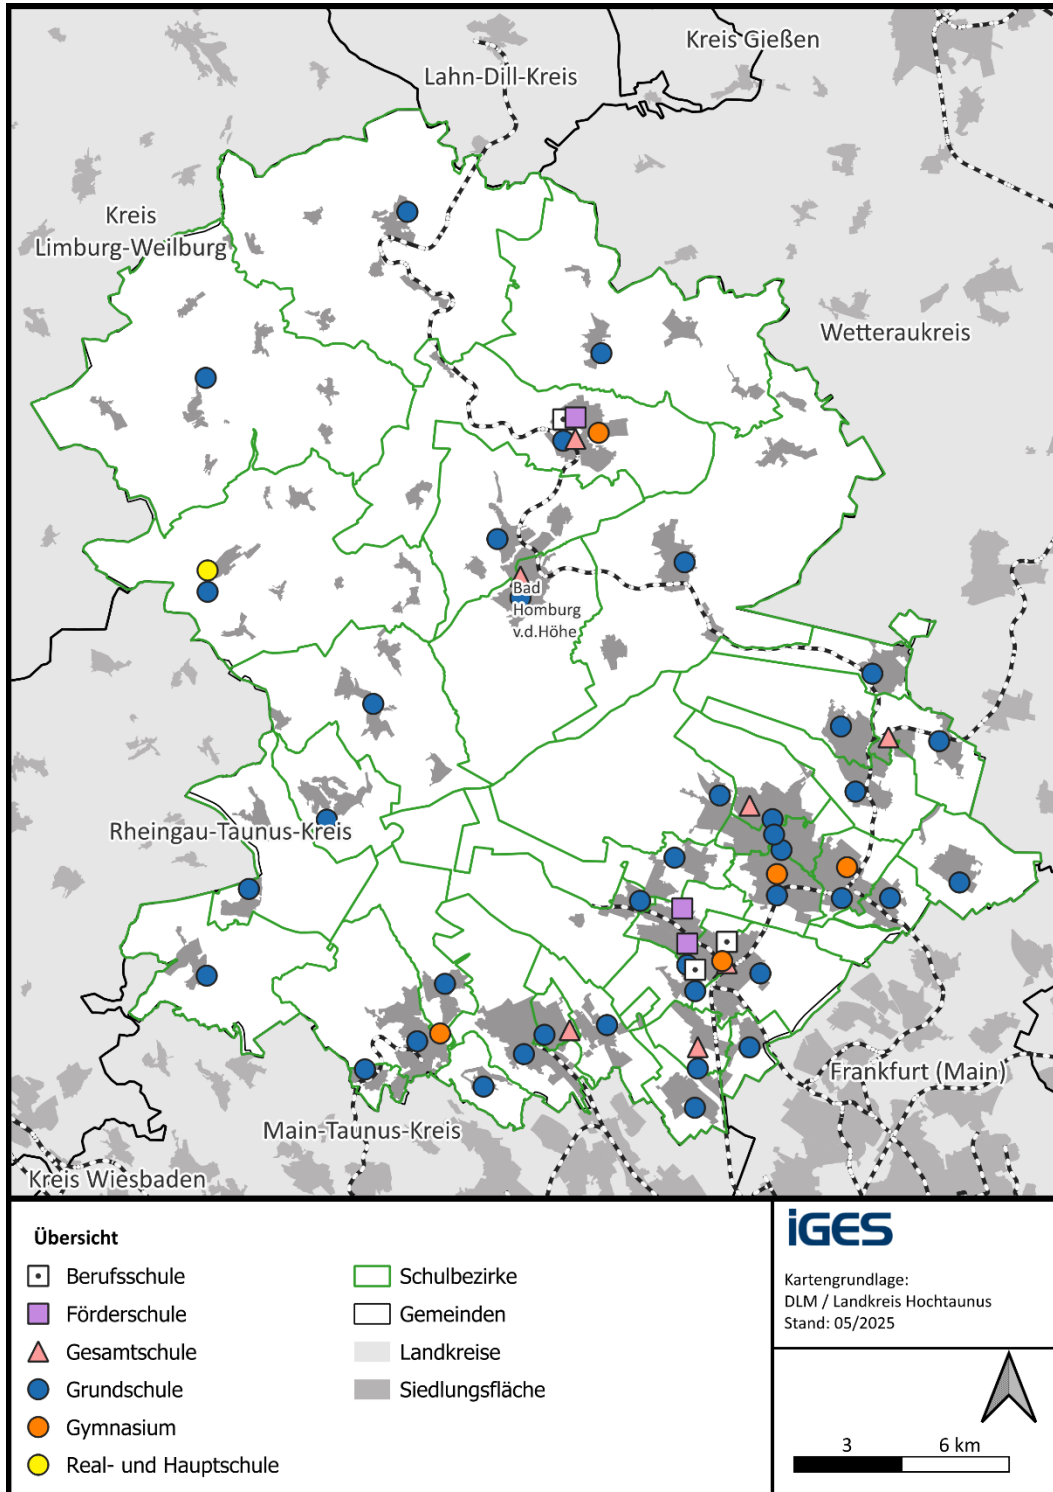 Kreis Gießen
Lahn-Dill-Kreis
Kreis
Limburg-Weilburg
Wetteraukreis
Bad
Homburg
v.d.Höhe
Rheingau-Taunus-Kreis
Frankfurt (Main)
Main-Taunus-Kreis
Kreis Wiesbaden
Übersicht
Berufsschule
Förderschule
Gesamtschule
Grundschule
Gymnasium
Real- und Hauptschule
Schulbezirke
Gemeinden
Landkreise
Siedlungsfläche
iGES
Kartengrundlage:
DLM / Landkreis Hochtaunus
Stand: 05/2025
3 6 km